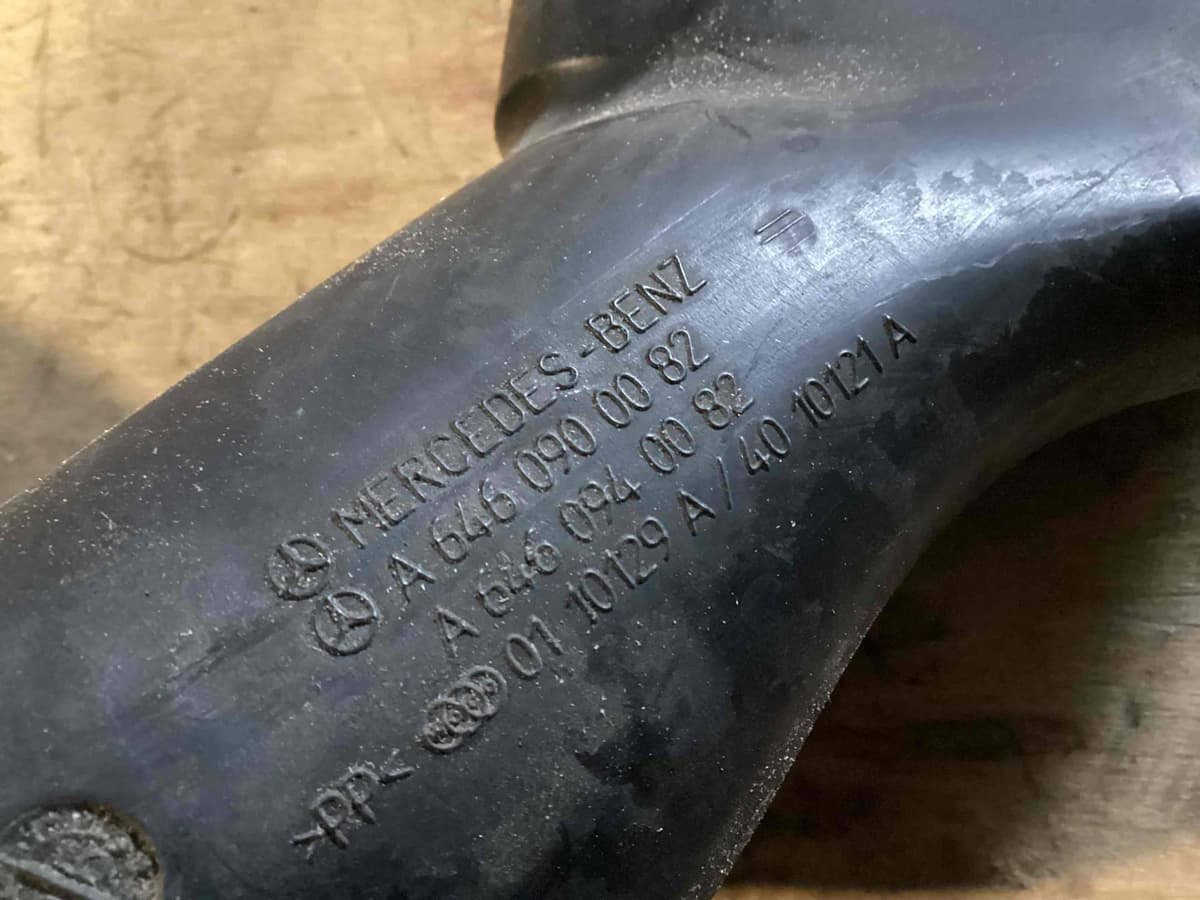 MERCEDES-BENZ
A 646 090 00 82
A 646 094 00 82
01 10129 A / 40 10121 A
>PP<